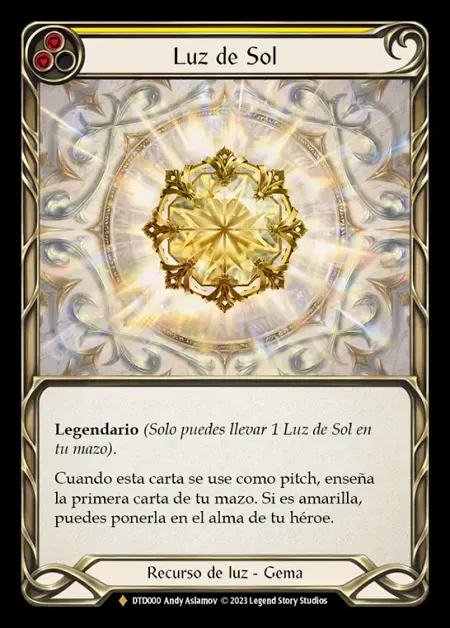 Luz de Sol
Legendario (Solo puedes llevar 1 Luz de Sol en
tu mazo).
Cuando esta carta se use como pitch, enseña
la primera carta de tu mazo. Si es amarilla,
puedes ponerla en el alma de tu héroe.
Recurso de luz - Gema
DTD000 Andy Aslamov © 2023 Legend Story Studios